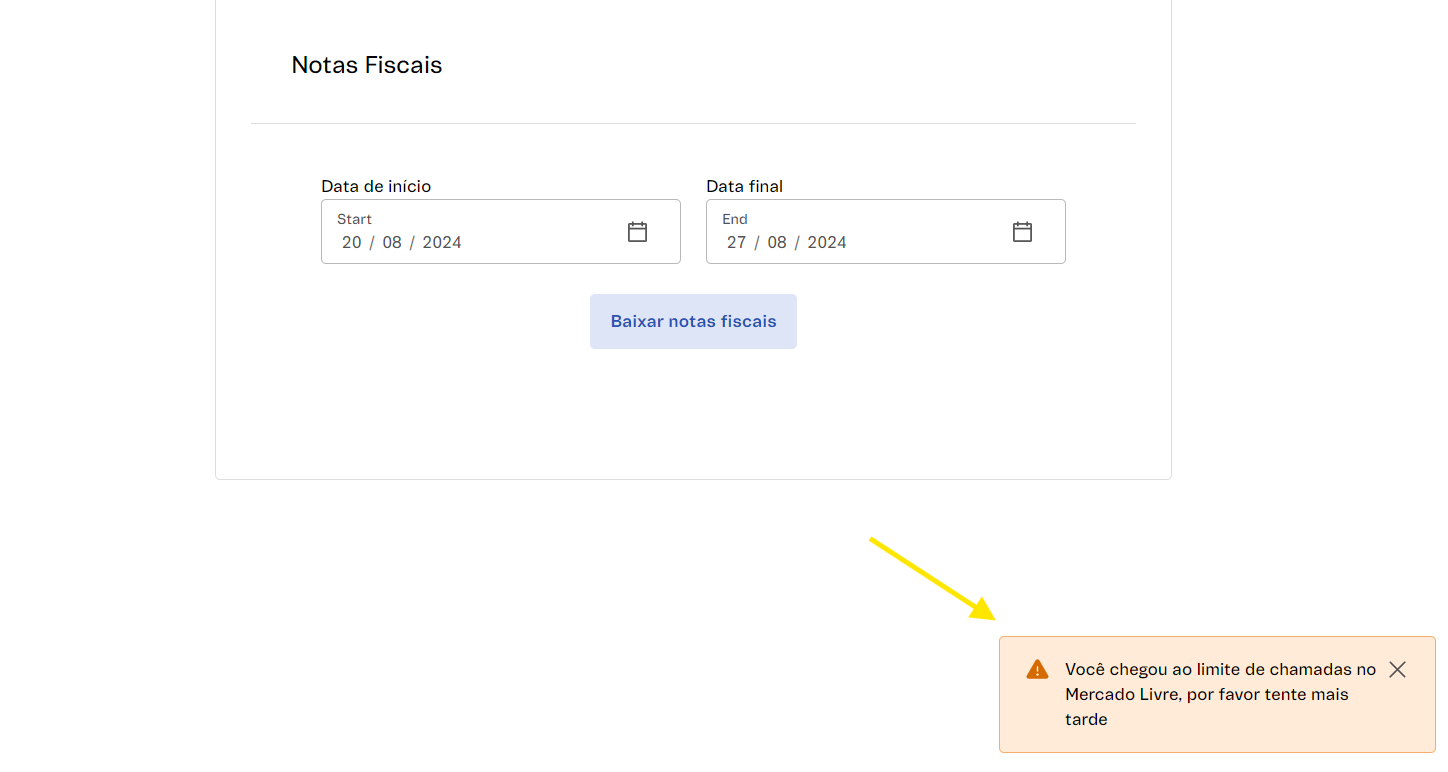 Notas Fiscais
Data de início
Data final
Start
20 / 08 / 2024
End
27 / 08 / 2024
Baixar notas fiscais
Você chegou ao limite de chamadas no
Mercado Livre, por favor tente mais
tarde